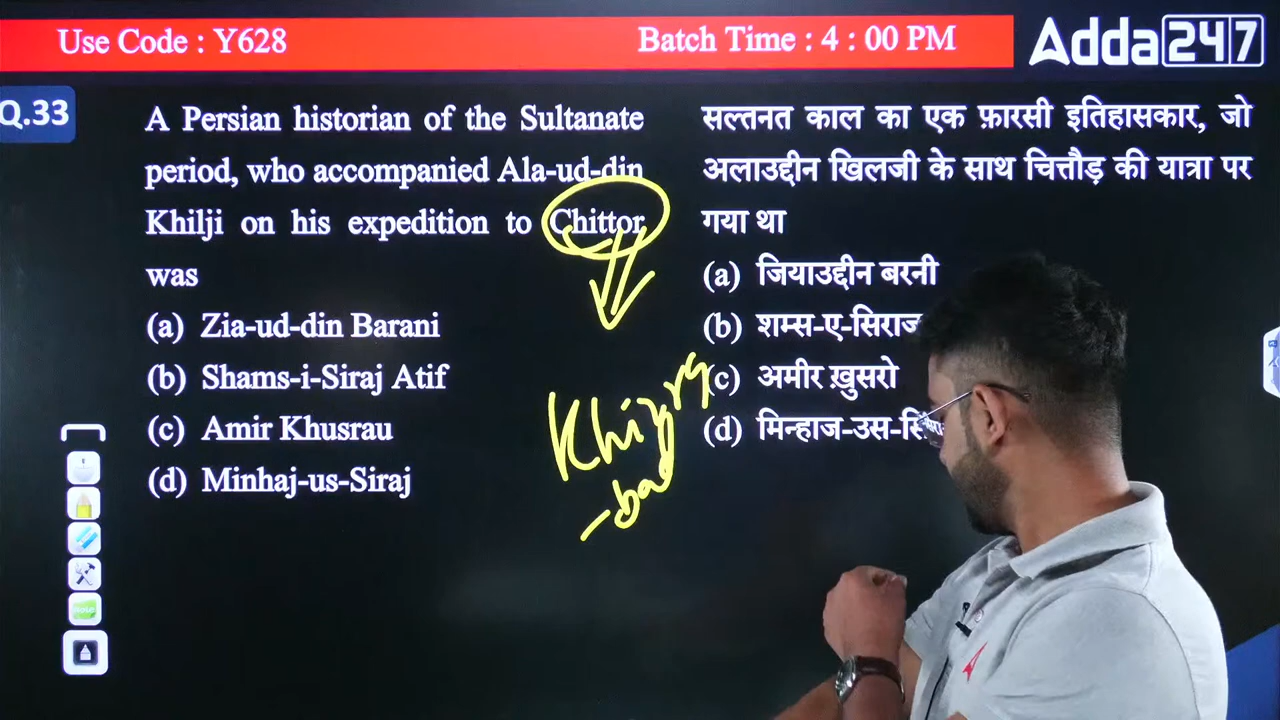 Use Code : Y628
Batch Time : 4 : 00 PM
Adda247
Q.33
A Persian historian of the Sultanate
period, who accompanied Ala-ud-din
Khilji on his expedition to Chittor
was
(a) Zia-ud-din Barani
(b) Shams-i-Siraj Atif
(c) Amir Khusrau
(d) Minhaj-us-Siraj
सल्तनत काल का एक फ़ारसी इतिहासकार, जो
अलाउद्दीन खिलजी के साथ चित्तौड़ की यात्रा पर
गया था
(a) जियाउद्दीन बरनी
(b) शम्स-ए-सिराज
(c) अमीर ख़ुसरो
(d) मिन्हाज-उस-
Khizra
-bad